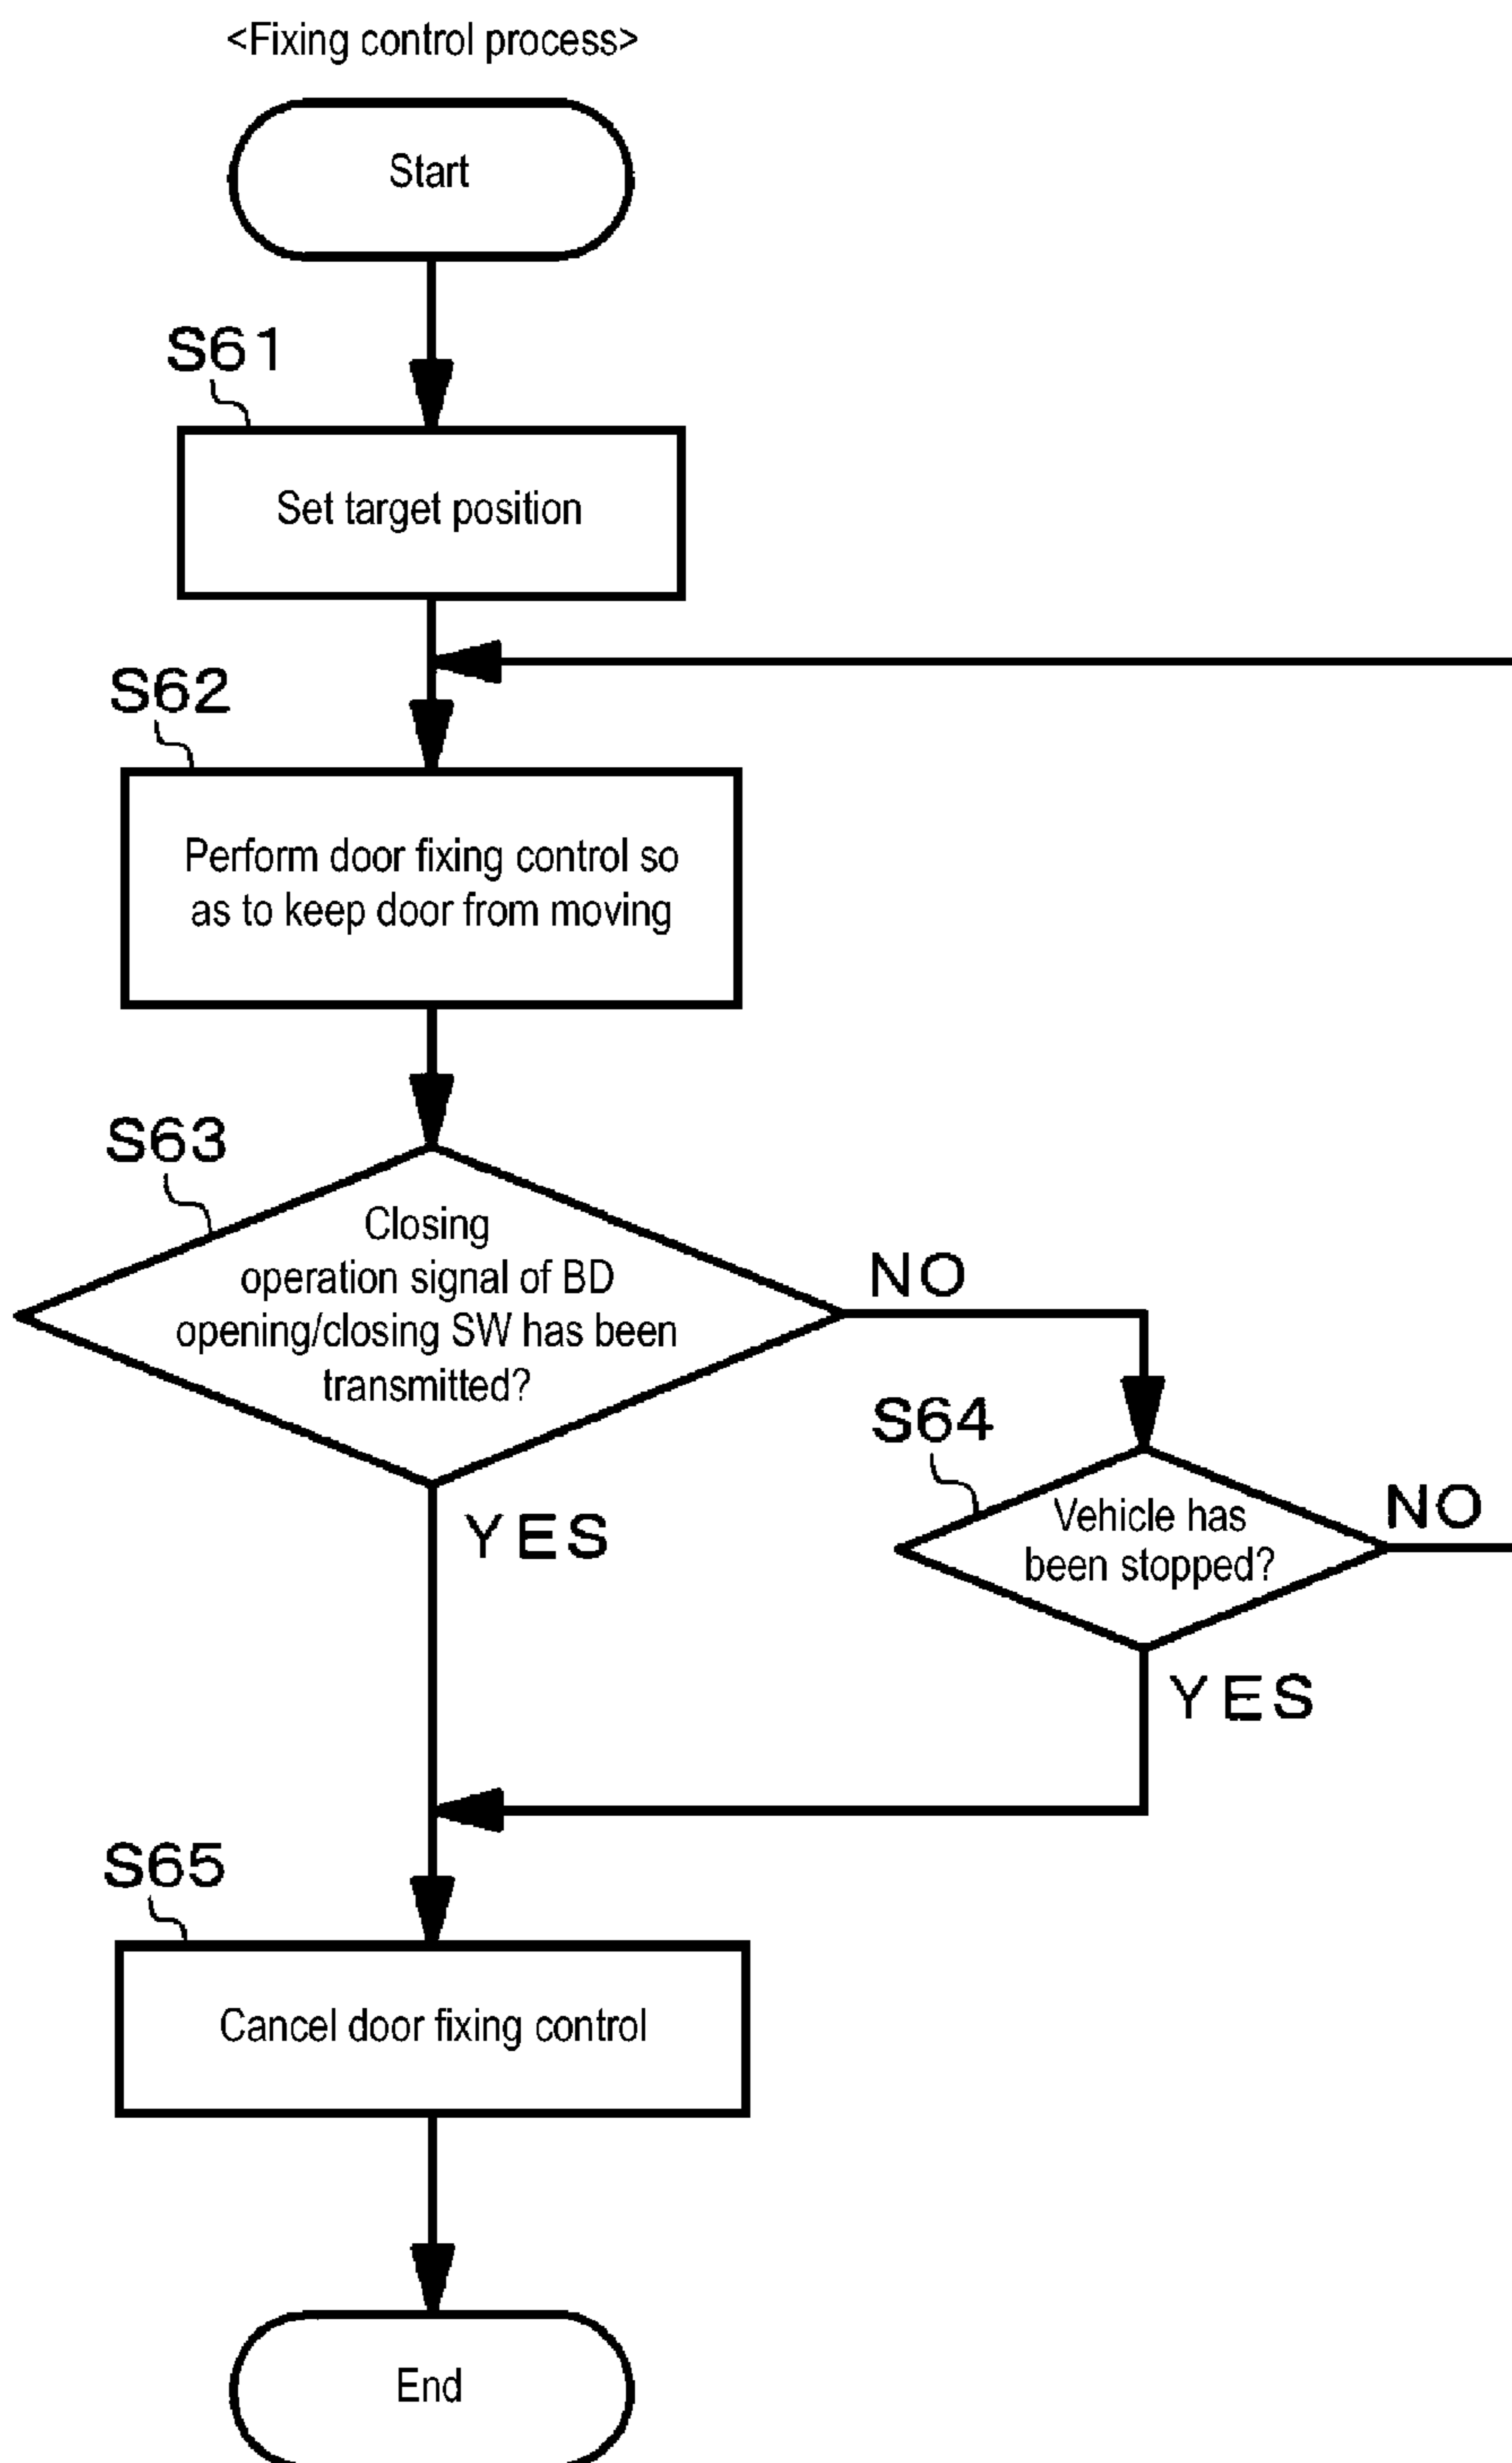 <Fixing control process>
Start
S61
Set target position
S62
Perform door fixing control so
as to keep door from moving
S63
Closing
operation signal of BD
opening/closing SW has been
transmitted?
NO
YES
S64
Vehicle has
been stopped?
NO
YES
S65
Cancel door fixing control
End